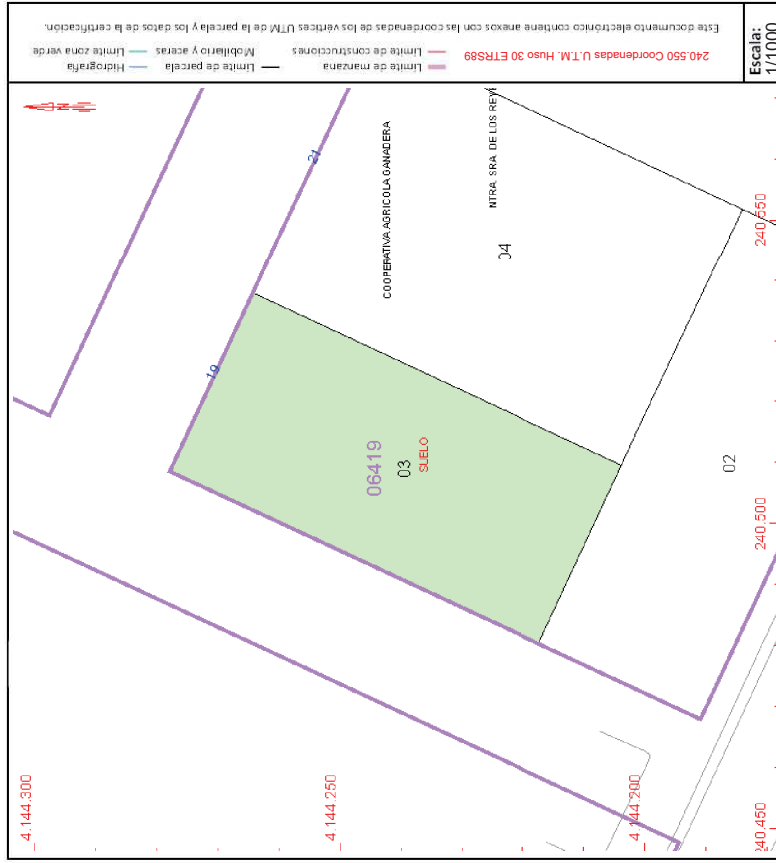 Este documento electrónico contiene anexos con las coordenadas de los vértices UTM de la parcela y los datos de la certificación.
240.550 Coordenadas U.T.M. Huso 30 ETRS89
Límite de manzana
Límite de parcela
Límite de construcciones
Mobiliario y aceras
Límite zona verde
Hidrografía
Escala:
1/1000
21
COOPERATIVA AGRICOLA GANADERA
NTRA. SRA. DE LOS REYE
04
19
06419
03
SUELO
02
4.144.300
4.144.250
4.144.200
240.550
240.500
240.450